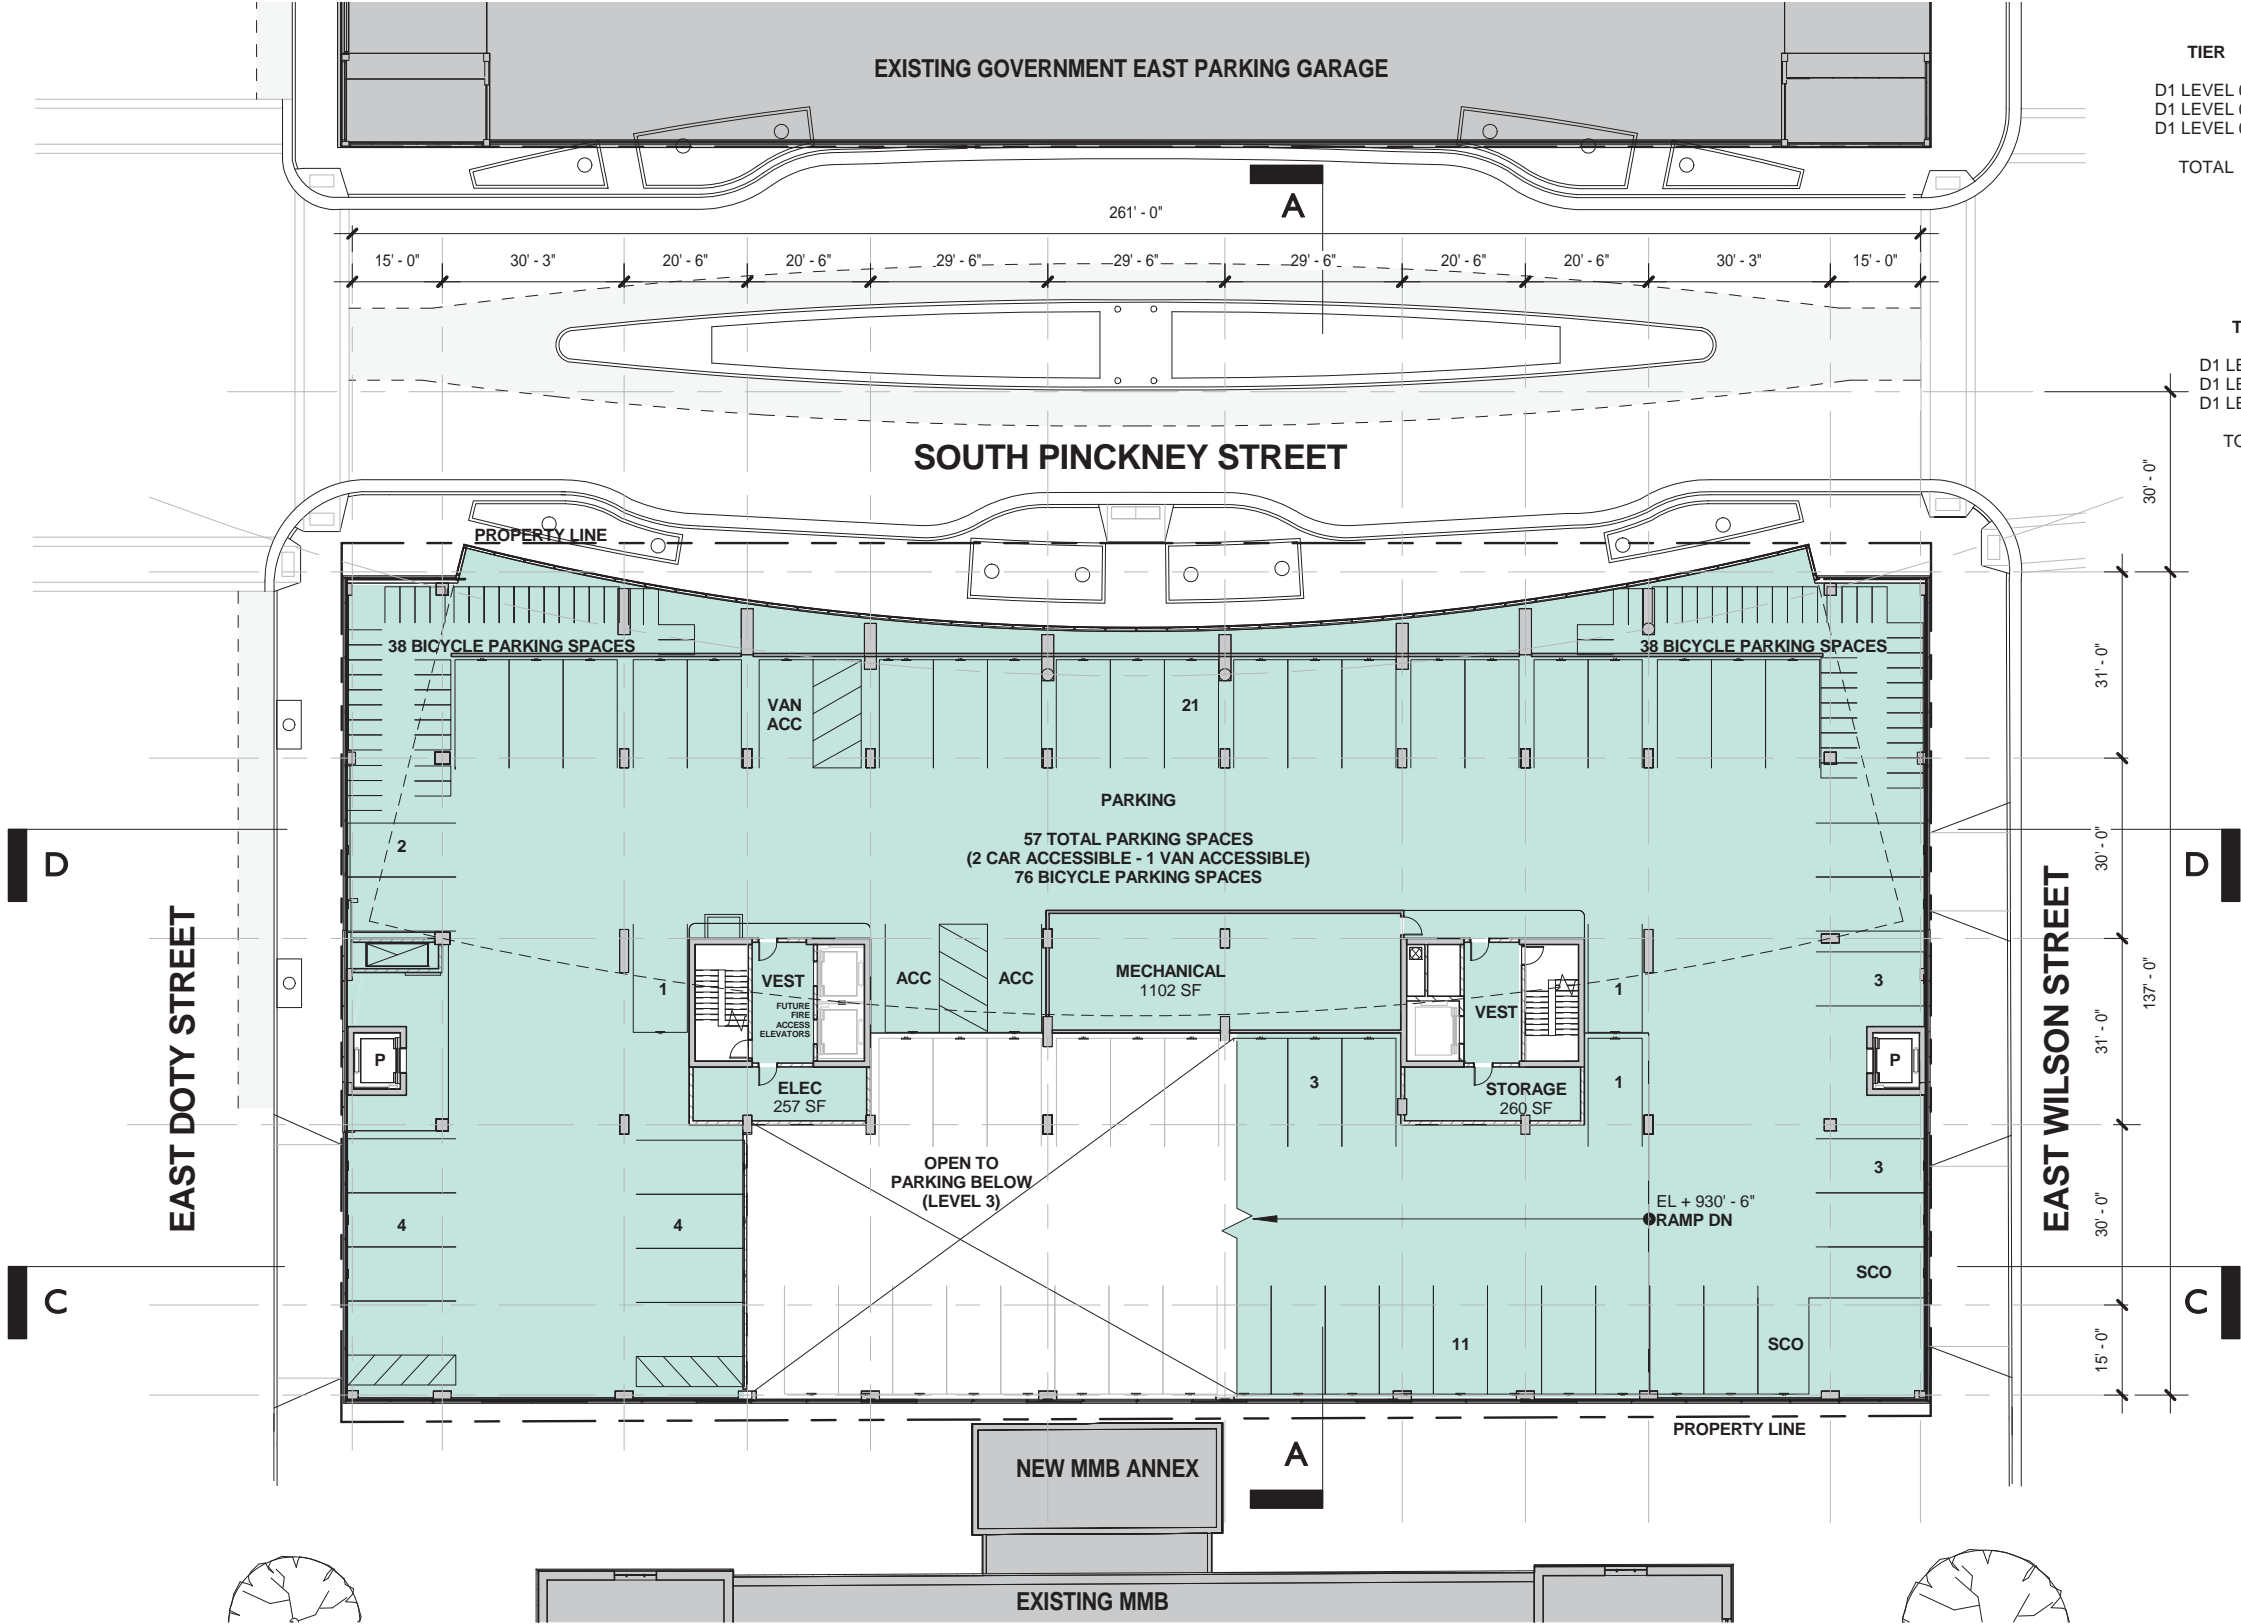 EXISTING GOVERNMENT EAST PARKING GARAGE
TIER
D1 LEVEL
D1 LEVEL
D1 LEVEL
TOTAL
A
261' - 0"
15' - 0"
30' - 3"
20' - 6"
20' - 6"
29' - 6"
29' - 6"
29' - 6"
20' - 6"
20' - 6"
30' - 3"
15' - 0"
D1
D1
D1
SOUTH PINCKNEY STREET
30' - 0"
PROPERTY LINE
38 BICYCLE PARKING SPACES
38 BICYCLE PARKING SPACES
31' - 0"
VAN
ACC
21
PARKING
57 TOTAL PARKING SPACES
(2 CAR ACCESSIBLE - 1 VAN ACCESSIBLE)
76 BICYCLE PARKING SPACES
2
D
D
30' - 0"
EAST DOTY STREET
EAST WILSON STREET
137' - 0"
1
VEST
FUTURE
FIRE
ACCESS
ELEVATORS
ACC
ACC
MECHANICAL
1102 SF
VEST
1
3
31' - 0"
P
P
ELEC
257 SF
3
STORAGE
260 SF
1
OPEN TO
PARKING BELOW
(LEVEL 3)
3
EL + 930' - 6"
RAMP DN
4
4
30' - 0"
SCO
C
C
11
SCO
15' - 0"
PROPERTY LINE
A
NEW MMB ANNEX
EXISTING MMB